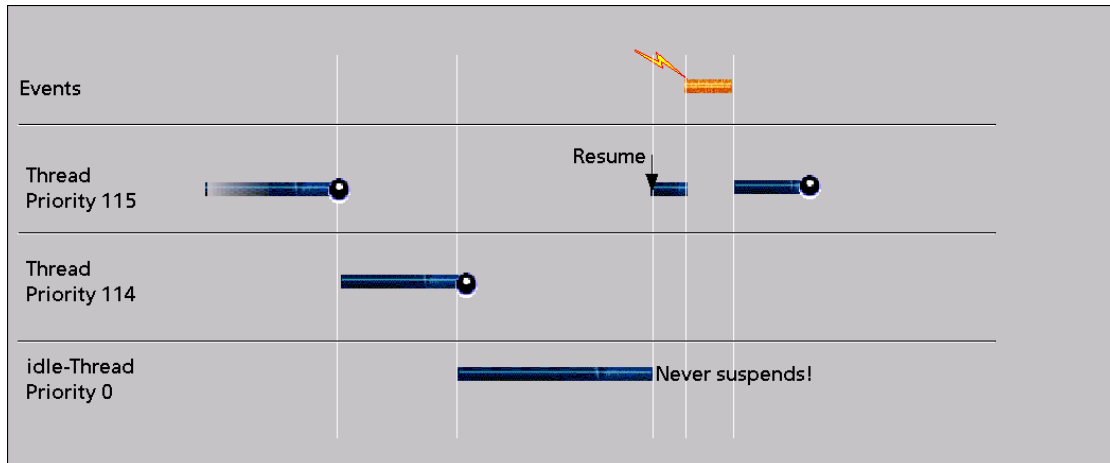 Events
Resume
Thread
Priority 115
Thread
Priority 114
idle-Thread
Priority 0
Never suspends!